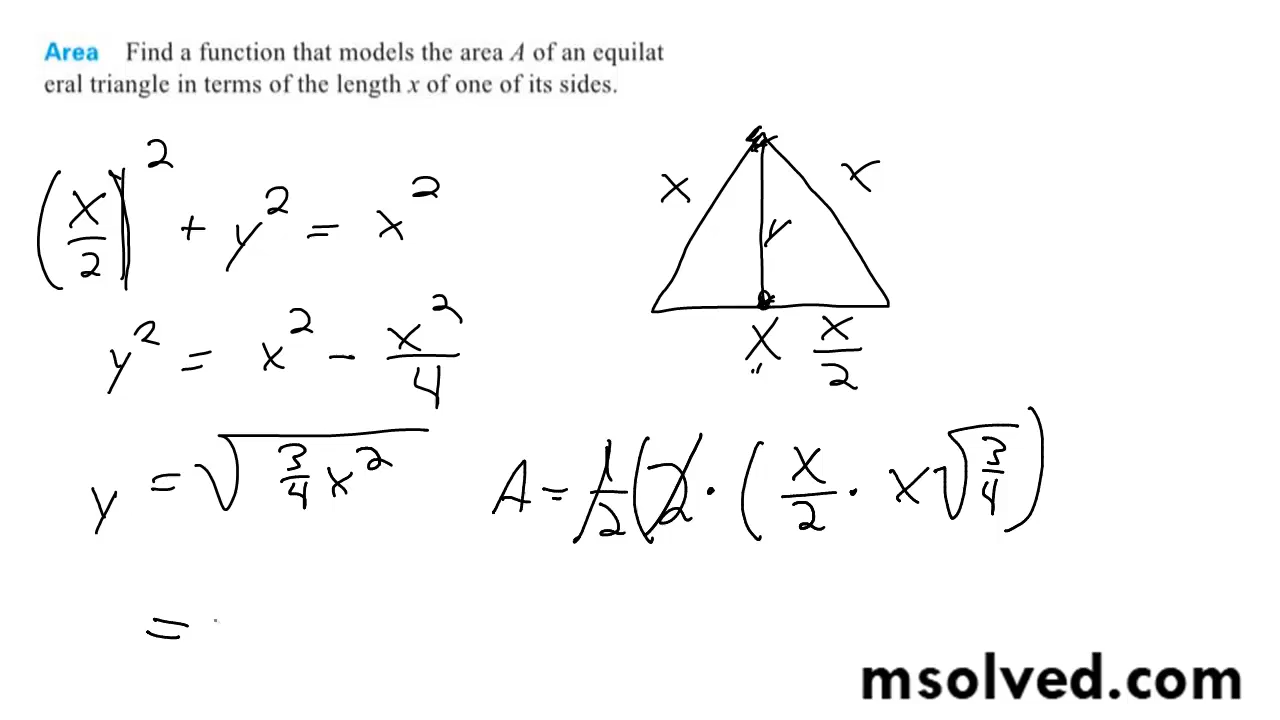 Area Find a function that models the area A of an equilat
eral triangle in terms of the length x of one of its sides.
(x/2)² + y² = x²
y² = x² - x²/4
y = √(3/4 x²)
=
x
x
y
x
x/2
A = 1/2 (2 · (x/2 · x√(3/4))
msolved.com